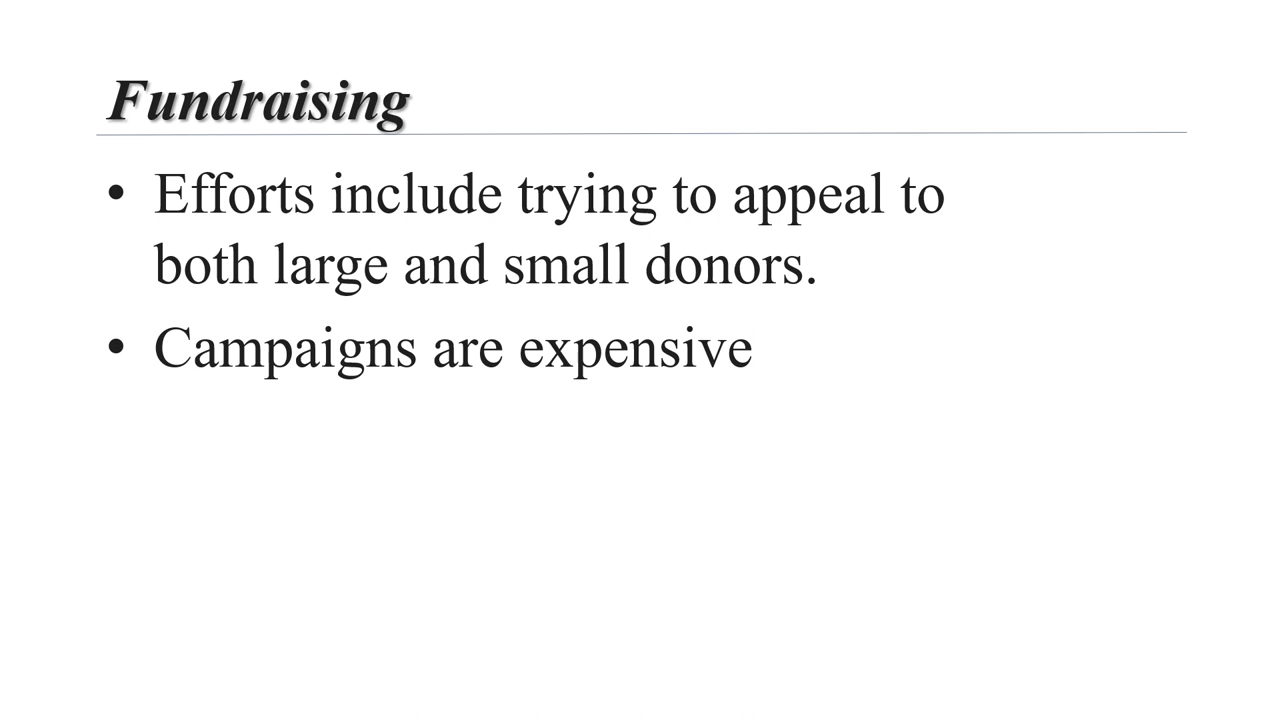 Fundraising
• Efforts include trying to appeal to
both large and small donors.
• Campaigns are expensive